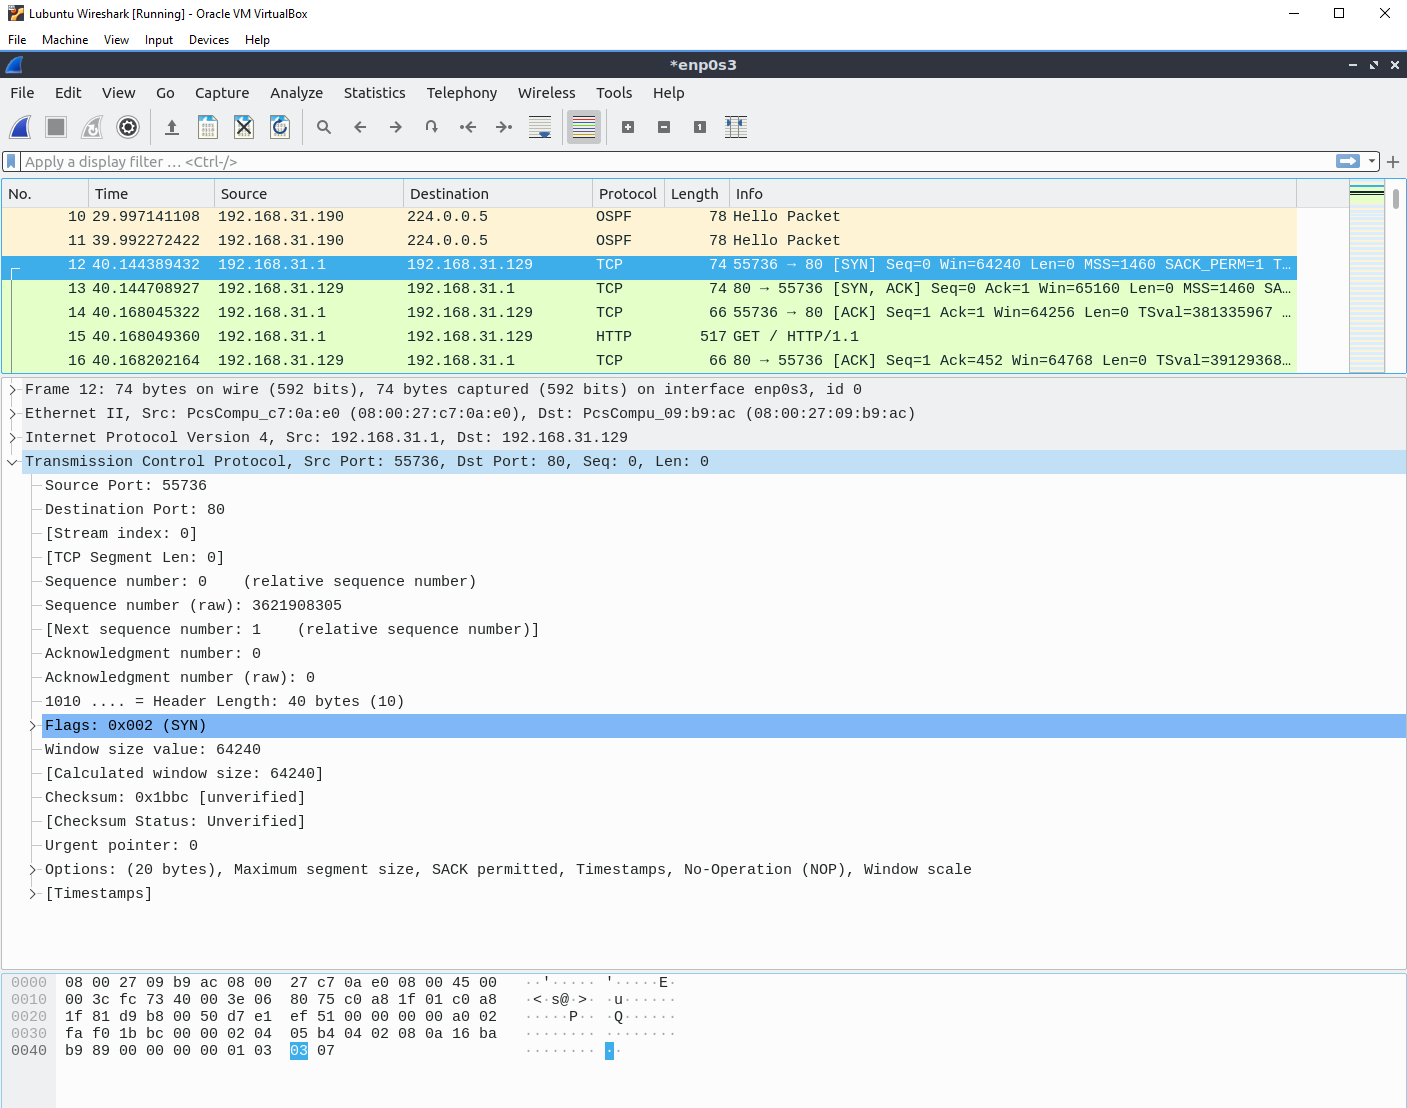 Lubuntu Wireshark [Running] - Oracle VM VirtualBox
File Machine View Input Devices Help
*enp0s3
File Edit View Go Capture Analyze Statistics Telephony Wireless Tools Help
Apply a display filter … <Ctrl-/>
No. Time Source Destination Protocol Length Info
10 29.997141108 192.168.31.190 224.0.0.5 OSPF 78 Hello Packet
11 39.992272422 192.168.31.190 224.0.0.5 OSPF 78 Hello Packet
12 40.144389432 192.168.31.1 192.168.31.129 TCP 74 55736 → 80 [SYN] Seq=0 Win=64240 Len=0 MSS=1460 SACK_PERM=1 T…
13 40.144708927 192.168.31.129 192.168.31.1 TCP 74 80 → 55736 [SYN, ACK] Seq=0 Ack=1 Win=65160 Len=0 MSS=1460 SA…
14 40.168045322 192.168.31.1 192.168.31.129 TCP 66 55736 → 80 [ACK] Seq=1 Ack=1 Win=64256 Len=0 TSval=381335967 …
15 40.168049360 192.168.31.1 192.168.31.129 HTTP 517 GET / HTTP/1.1
16 40.168202164 192.168.31.129 192.168.31.1 TCP 66 80 → 55736 [ACK] Seq=1 Ack=452 Win=64768 Len=0 TSval=39129368…
Frame 12: 74 bytes on wire (592 bits), 74 bytes captured (592 bits) on interface enp0s3, id 0
Ethernet II, Src: PcsCompu_c7:0a:e0 (08:00:27:c7:0a:e0), Dst: PcsCompu_09:b9:ac (08:00:27:09:b9:ac)
Internet Protocol Version 4, Src: 192.168.31.1, Dst: 192.168.31.129
Transmission Control Protocol, Src Port: 55736, Dst Port: 80, Seq: 0, Len: 0
Source Port: 55736
Destination Port: 80
[Stream index: 0]
[TCP Segment Len: 0]
Sequence number: 0    (relative sequence number)
Sequence number (raw): 3621908305
[Next sequence number: 1    (relative sequence number)]
Acknowledgment number: 0
Acknowledgment number (raw): 0
1010 .... = Header Length: 40 bytes (10)
Flags: 0x002 (SYN)
Window size value: 64240
[Calculated window size: 64240]
Checksum: 0x1bbc [unverified]
[Checksum Status: Unverified]
Urgent pointer: 0
Options: (20 bytes), Maximum segment size, SACK permitted, Timestamps, No-Operation (NOP), Window scale
[Timestamps]
0000 08 00 27 09 b9 ac 08 00 27 c7 0a e0 08 00 45 00 ··'····· '·····E·
0010 00 3c fc 73 40 00 3e 06 80 75 c0 a8 1f 01 c0 a8 ·<·s@·>· ·u······
0020 1f 81 d9 b8 00 50 d7 e1 ef 51 00 00 00 00 a0 02 ·····P·· ·Q······
0030 fa f0 1b bc 00 00 02 04 05 b4 04 02 08 0a 16 ba ········ ········
0040 b9 89 00 00 00 00 01 03 03 07 ········ ··